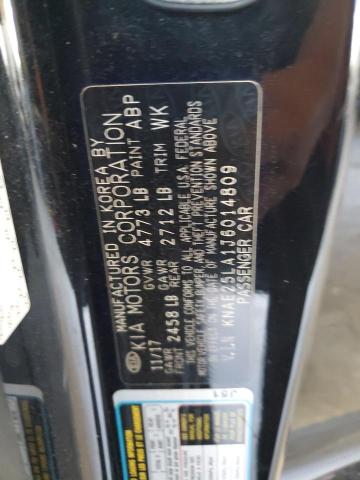 MANUFACTURED IN KOREA BY
KIA MOTORS CORPORATION
11/17 GVWR 4773 LB PAINT ABP
GAWR FRONT 2458 LB GAWR REAR 2712 LB TRIM WK
THIS VEHICLE CONFORMS TO ALL APPLICABLE U.S.A. FEDERAL
MOTOR VEHICLE SAFETY, BUMPER, AND THEFT PREVENTION STANDARDS
IN EFFECT ON THE DATE OF MANUFACTURE SHOWN ABOVE
V.I.N KNAE25LA1J6014809
PASSENGER CAR
J51